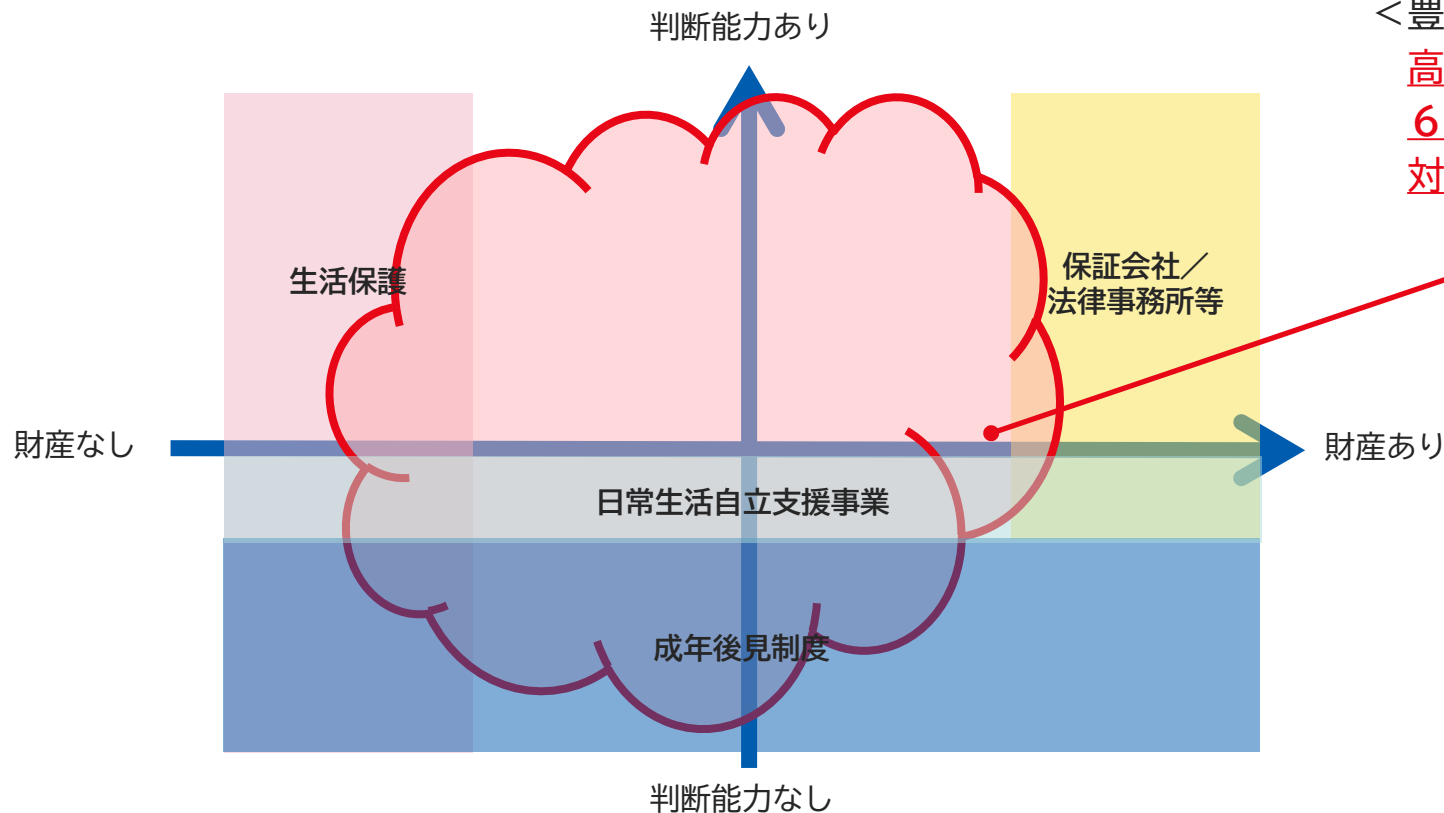 判断能力あり
＜豊
高
６
対
生活保護
保証会社／
法律事務所等
財産なし
財産あり
日常生活自立支援事業
成年後見制度
判断能力なし